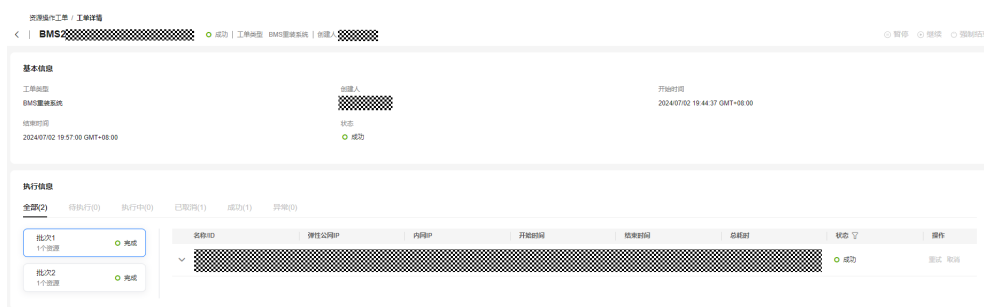 资源操作工单 / 工单详情
BMS2 成功 | 工单类型 BMS重装系统 | 创建人
暂停 继续 强制结
基本信息
工单类型 创建人 开始时间
BMS重装系统 2024/07/02 19:44:37 GMT+08:00
结束时间 状态
2024/07/02 19:57:00 GMT+08:00 成功
执行信息
全部(2) 待执行(0) 执行中(0) 已取消(1) 成功(1) 异常(0)
名称/ID 弹性公网IP 内网IP 开始时间 结束时间 总耗时 状态 操作
批次1 完成
1个资源
成功 重试 取消
批次2 完成
1个资源